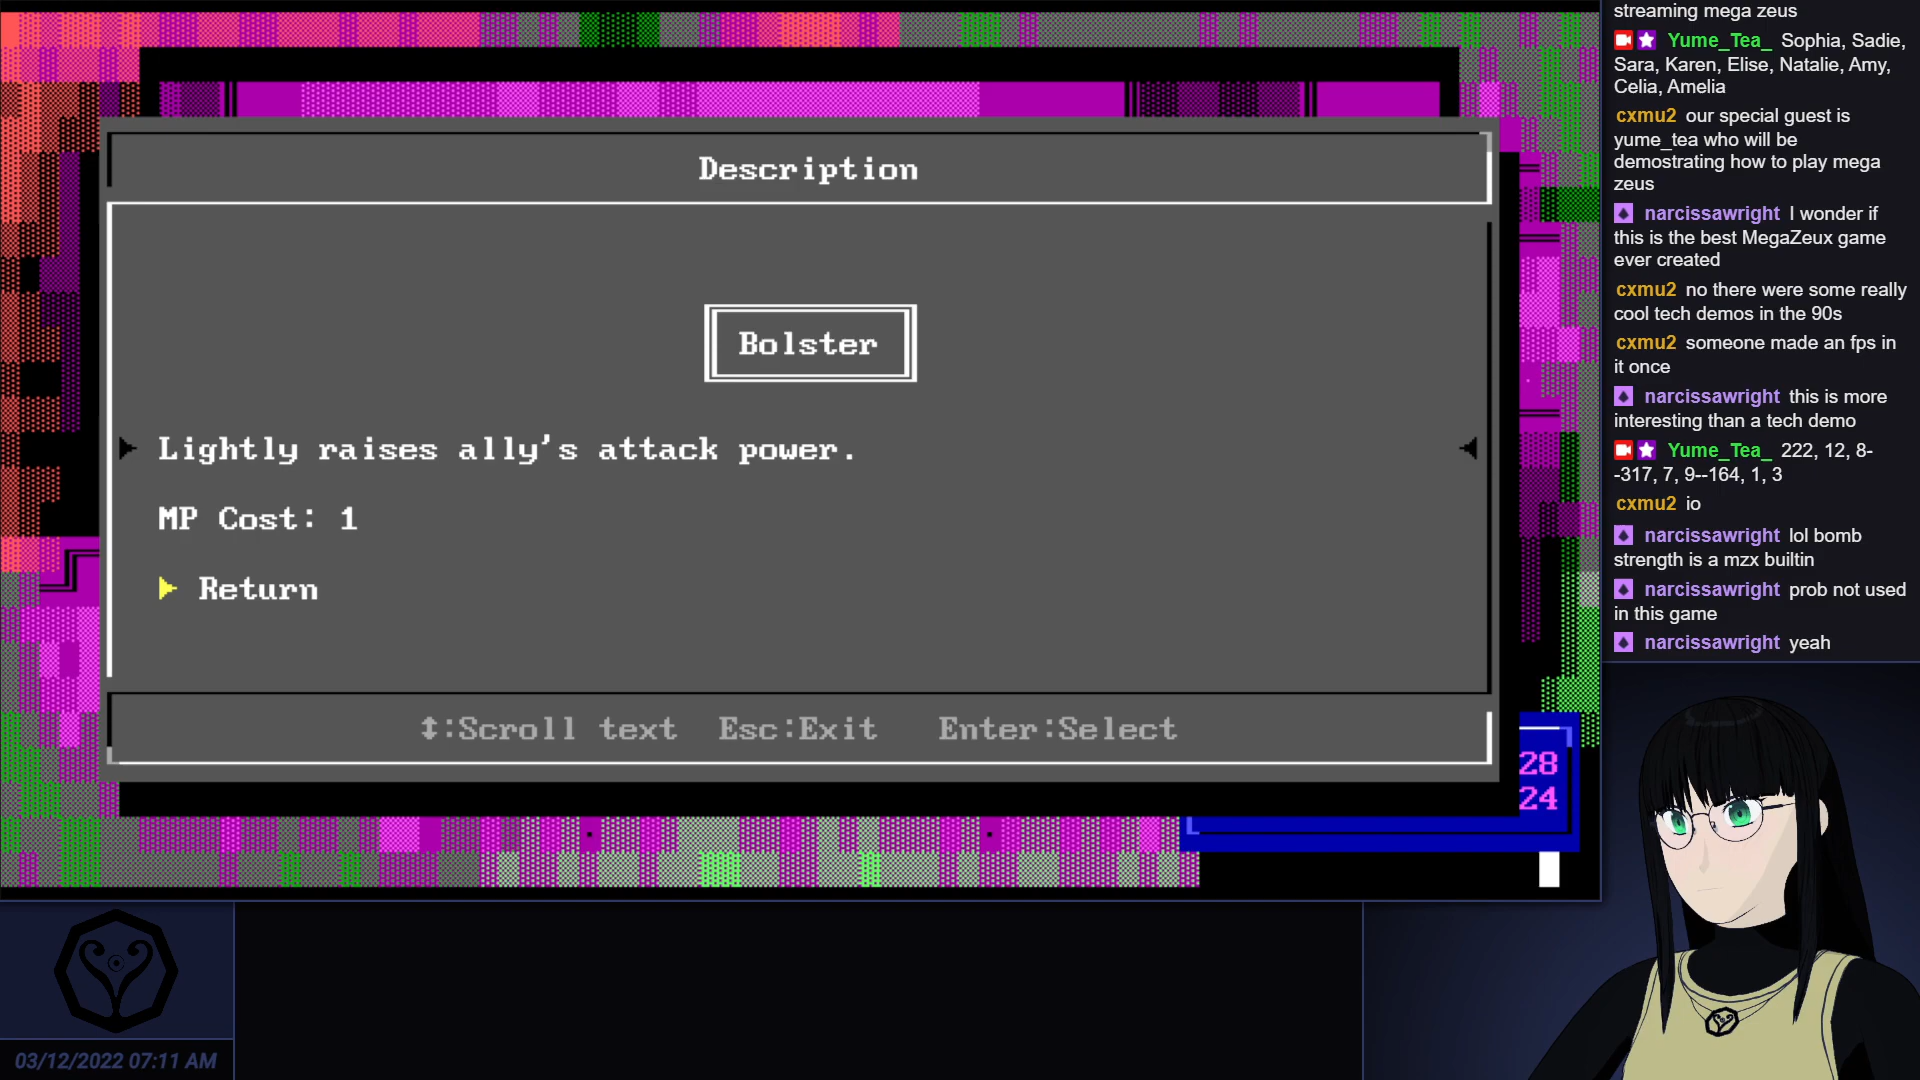 Description
Bolster
Lightly raises ally's attack power.
MP Cost: 1
Return
↕:Scroll text Esc:Exit Enter:Select
28
24
streaming mega zeus
Yume_Tea_ Sophia, Sadie,
Sara, Karen, Elise, Natalie, Amy,
Celia, Amelia
cxmu2 our special guest is
yume_tea who will be
demostrating how to play mega
zeus
narcissawright I wonder if
this is the best MegaZeux game
ever created
cxmu2 no there were some really
cool tech demos in the 90s
cxmu2 someone made an fps in
it once
narcissawright this is more
interesting than a tech demo
Yume_Tea_ 222, 12, 8-
-317, 7, 9--164, 1, 3
cxmu2 io
narcissawright lol bomb
strength is a mzx builtin
narcissawright prob not used
in this game
narcissawright yeah
03/12/2022 07:11 AM